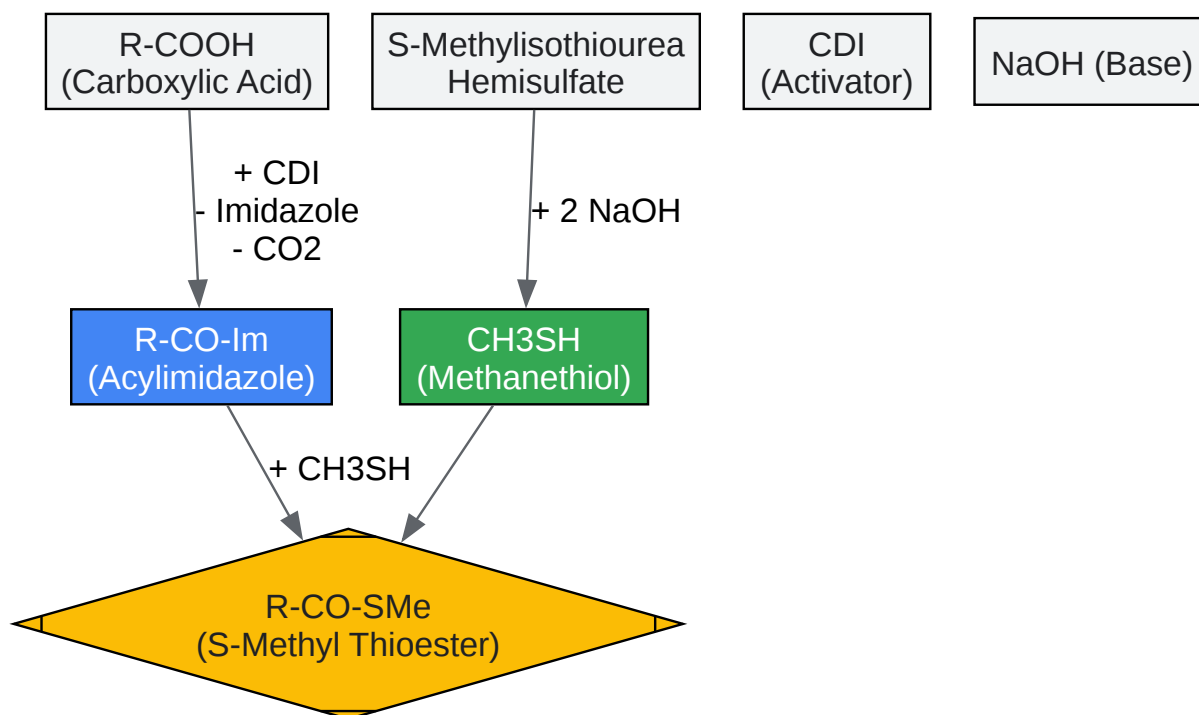 R-COOH
(Carboxylic Acid)
S-Methylisothiourea
Hemisulfate
CDI
(Activator)
NaOH (Base)
+ CDI
- Imidazole
- CO2
+ 2 NaOH
R-CO-Im
(Acylimidazole)
CH3SH
(Methanethiol)
+ CH3SH
R-CO-SMe
(S-Methyl Thioester)